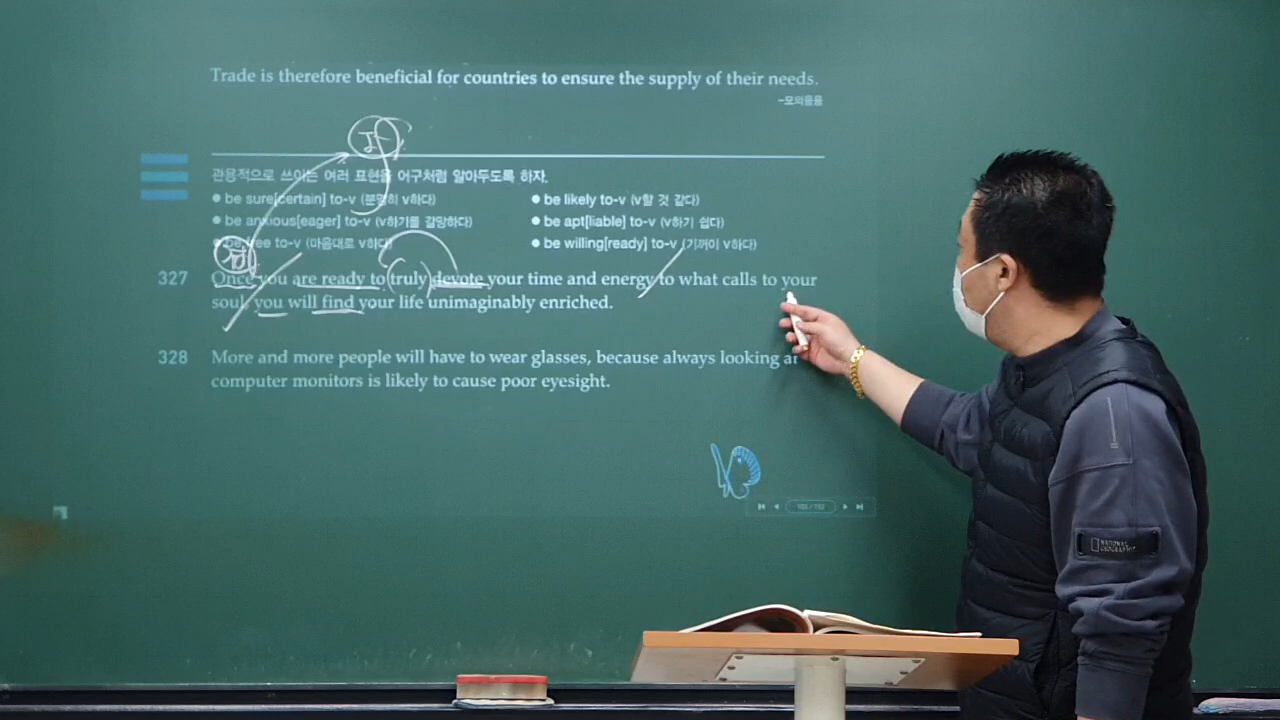 Trade is therefore beneficial for countries to ensure the supply of their needs.
-모의응용
관용적으로 쓰이는 여러 표현을 어구처럼 알아두도록 하자.
● be sure[certain] to-v (분명히 v하다)
● be likely to-v (v할 것 같다)
● be anxious[eager] to-v (v하기를 갈망하다)
● be apt[liable] to-v (v하기 쉽다)
● be free to-v (마음대로 v하다)
● be willing[ready] to-v (기꺼이 v하다)
327 Once you are ready to truly devote your time and energy to what calls to your
soul, you will find your life unimaginably enriched.
328 More and more people will have to wear glasses, because always looking at
computer monitors is likely to cause poor eyesight.
NATIONAL
GEOGRAPHIC